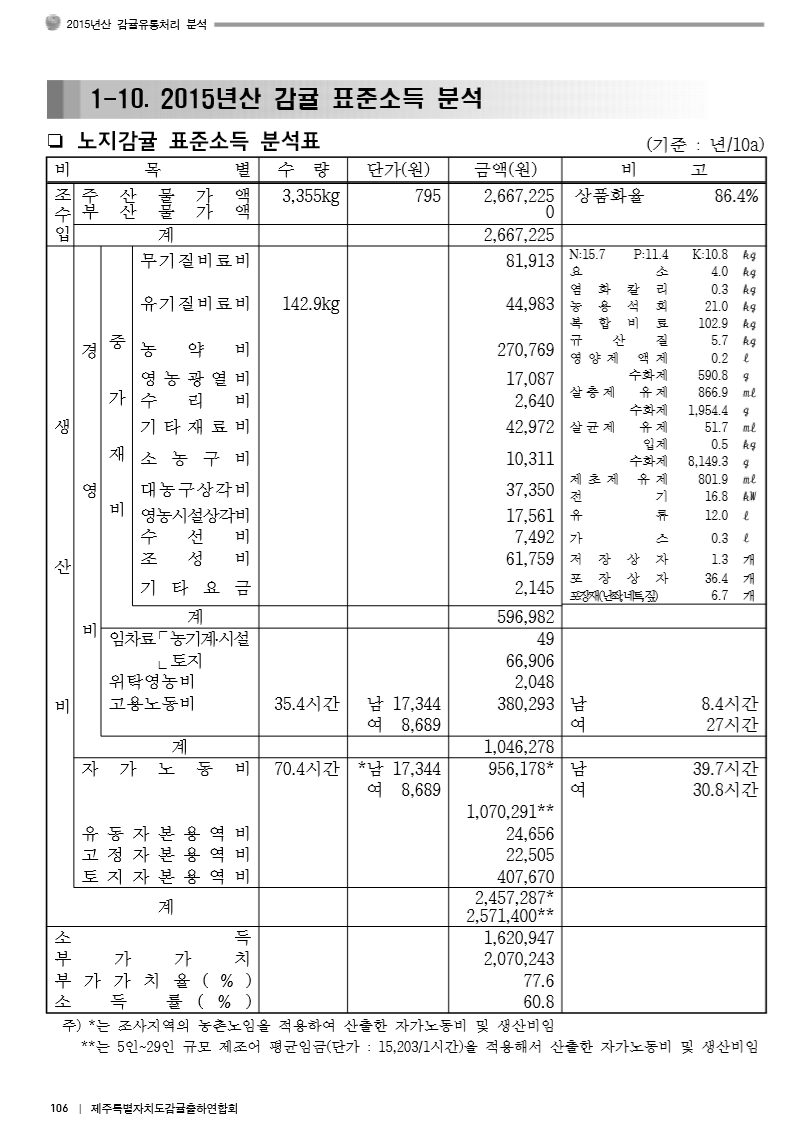 2015년산 감귤유통처리 분석
1-10. 2015년산 감귤 표준소득 분석
❏ 노지감귤 표준소득 분석표 (기준 : 년/10a)
비 목 별 수 량 단가(원) 금액(원) 비 고
조수입 주 산 물 가 액 3,355kg 795 2,667,225 상품화율 86.4%
부 산 물 가 액 0
계 2,667,225
생산비 경영비 중가재비 무기질비료비 81,913
유기질비료비 142.9kg 44,983
농 약 비 270,769
영농광열비 17,087
수 리 비 2,640
기타재료비 42,972
소 농 구 비 10,311
대농구상각비 37,350
영농시설상각비 17,561
수 선 비 7,492
조 성 비 61,759
기 타 요 금 2,145
N:15.7 P:11.4 K:10.8 ㎏
요 소 4.0 ㎏
염 화 칼 리 0.3 ㎏
농 용 석 회 21.0 ㎏
복 합 비 료 102.9 ㎏
규 산 질 5.7 ㎏
영양제 액제 0.2 ℓ
수화제 590.8 g
살충제 유제 866.9 ㎖
수화제 1,954.4 g
살균제 유제 51.7 ㎖
입제 0.5 ㎏
수화제 8,149.3 g
제초제 유제 801.9 ㎖
전 기 16.8 ㎾
유 류 12.0 ℓ
가 스 0.3 ℓ
저 장 상 자 1.3 개
포 장 상 자 36.4 개
포장재(난좌,네트,짚) 6.7 개
계 596,982
임차료「농기계·시설 49
ㄴ토지 66,906
위탁영농비 2,048
고용노동비 35.4시간 남 17,344 380,293 남 8.4시간
여 8,689 여 27시간
계 1,046,278
자 가 노 동 비 70.4시간 *남 17,344 956,178* 남 39.7시간
여 8,689 여 30.8시간
1,070,291**
유동자본용역비 24,656
고정자본용역비 22,505
토지자본용역비 407,670
계 2,457,287*
2,571,400**
소 득 1,620,947
부 가 가 치 2,070,243
부 가 가 치 율 ( % ) 77.6
소 득 률 ( % ) 60.8
주) *는 조사지역의 농촌노임을 적용하여 산출한 자가노동비 및 생산비임
**는 5인~29인 규모 제조어 평균임금(단가 : 15,203/1시간)을 적용해서 산출한 자가노동비 및 생산비임
106 | 제주특별자치도감귤출하연합회